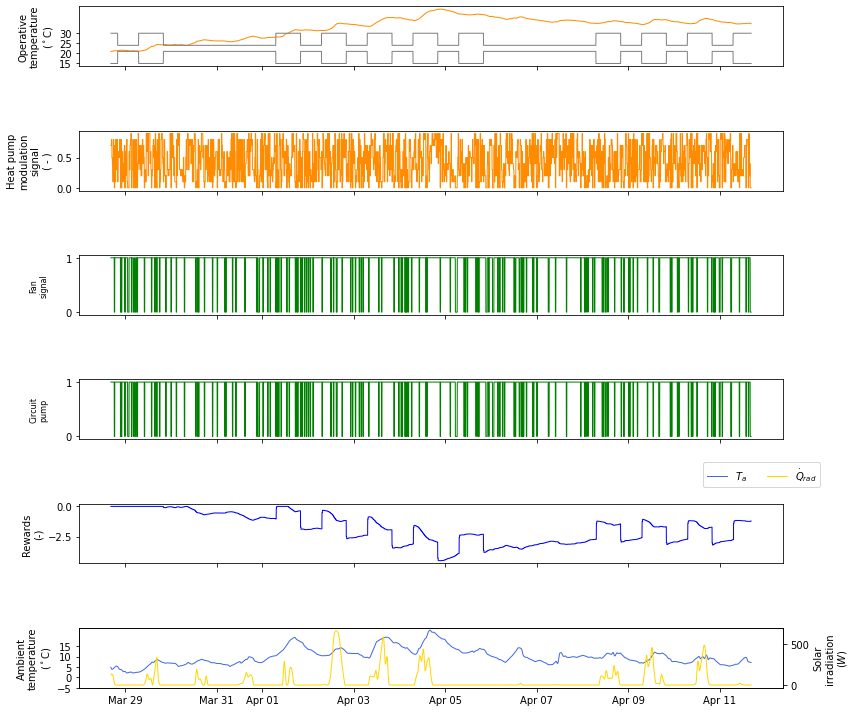 Operative
temperature
(°C)
30
25
20
15
Heat pump
modulation
signal
( - )
0.5
0.0
Fan
signal
1
0
Circuit
pump
1
0
T_a
Q̇_rad
Rewards
(-)
0.0
−2.5
Ambient
temperature
(°C)
15
10
5
0
−5
500
0
Solar
irradiation
(W)
Mar 29 Mar 31 Apr 01 Apr 03 Apr 05 Apr 07 Apr 09 Apr 11